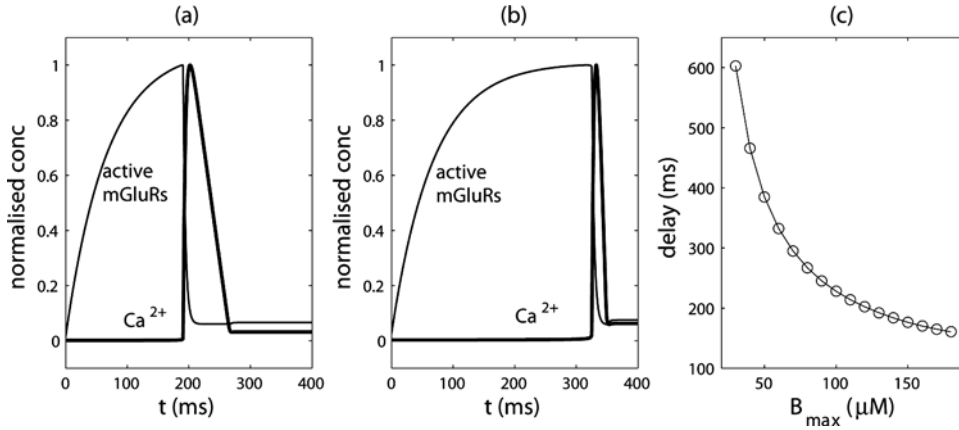 (a)
normalised conc
1
0.8
0.6
0.4
0.2
0
active
mGluRs
Ca 2+
0 100 200 300 400
t (ms)
(b)
normalised conc
1
0.8
0.6
0.4
0.2
0
active
mGluRs
Ca 2+
0 100 200 300 400
t (ms)
(c)
delay (ms)
600
500
400
300
200
100
50 100 150
B max (μM)